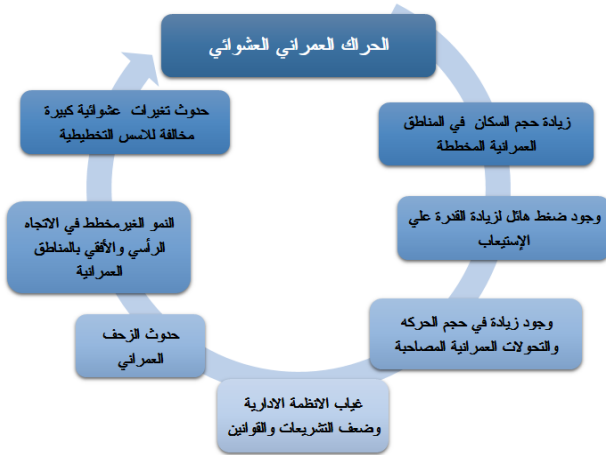 الحراك العمراني العشوائي
زيادة حجم السكان في المناطق
العمرانية المخططة
وجود ضغط هائل لزيادة القدرة علي
الإستيعاب
وجود زيادة في حجم الحركه
والتحولات العمرانية المصاحبة
غياب الانظمة الادارية
وضعف التشريعات والقوانين
حدوث الزحف
العمراني
النمو الغيرمخطط في الاتجاه
الرأسي والأفقي بالمناطق
العمرانية
حدوث تغيرات عشوائية كبيرة
مخالفة للاسس التخطيطية